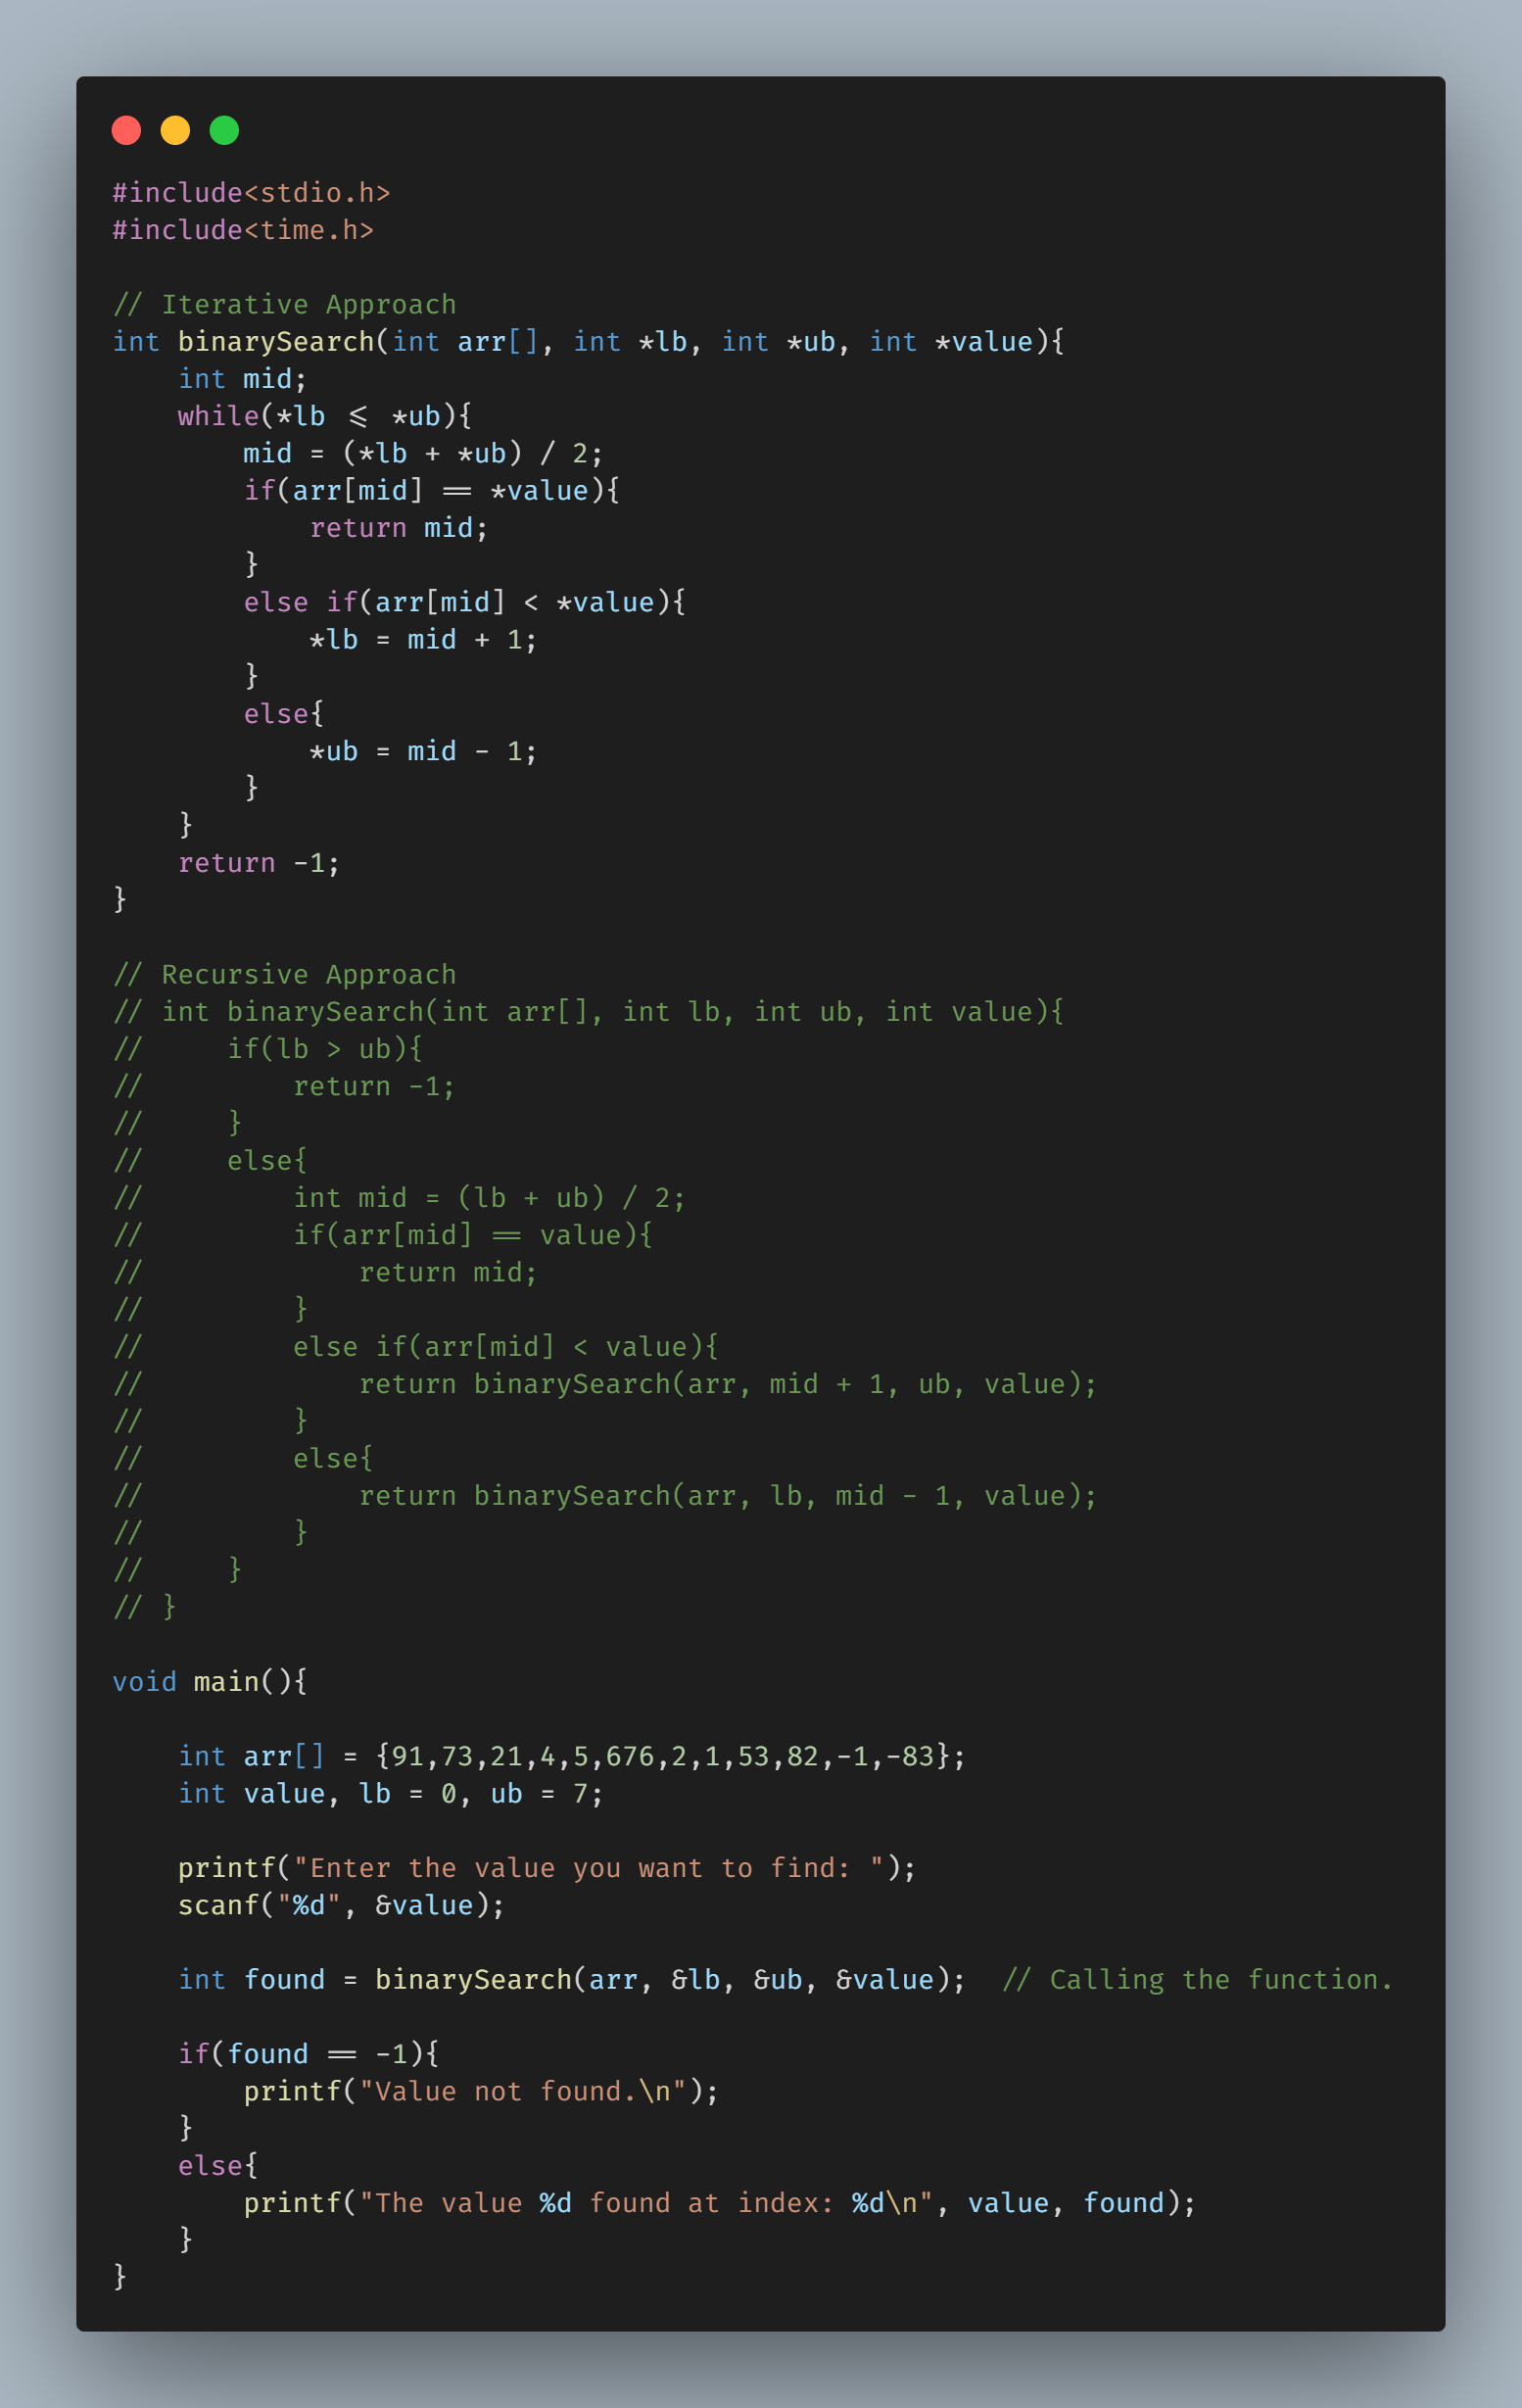 #include<stdio.h>
#include<time.h>

// Iterative Approach
int binarySearch(int arr[], int *lb, int *ub, int *value){
    int mid;
    while(*lb <= *ub){
        mid = (*lb + *ub) / 2;
        if(arr[mid] == *value){
            return mid;
        }
        else if(arr[mid] < *value){
            *lb = mid + 1;
        }
        else{
            *ub = mid - 1;
        }
    }
    return -1;
}

// Recursive Approach
// int binarySearch(int arr[], int lb, int ub, int value){
//     if(lb > ub){
//         return -1;
//     }
//     else{
//         int mid = (lb + ub) / 2;
//         if(arr[mid] == value){
//             return mid;
//         }
//         else if(arr[mid] < value){
//             return binarySearch(arr, mid + 1, ub, value);
//         }
//         else{
//             return binarySearch(arr, lb, mid - 1, value);
//         }
//     }
// }

void main(){

    int arr[] = {91,73,21,4,5,676,2,1,53,82,-1,-83};
    int value, lb = 0, ub = 7;

    printf("Enter the value you want to find: ");
    scanf("%d", &value);

    int found = binarySearch(arr, &lb, &ub, &value);  // Calling the function.

    if(found == -1){
        printf("Value not found.\n");
    }
    else{
        printf("The value %d found at index: %d\n", value, found);
    }
}